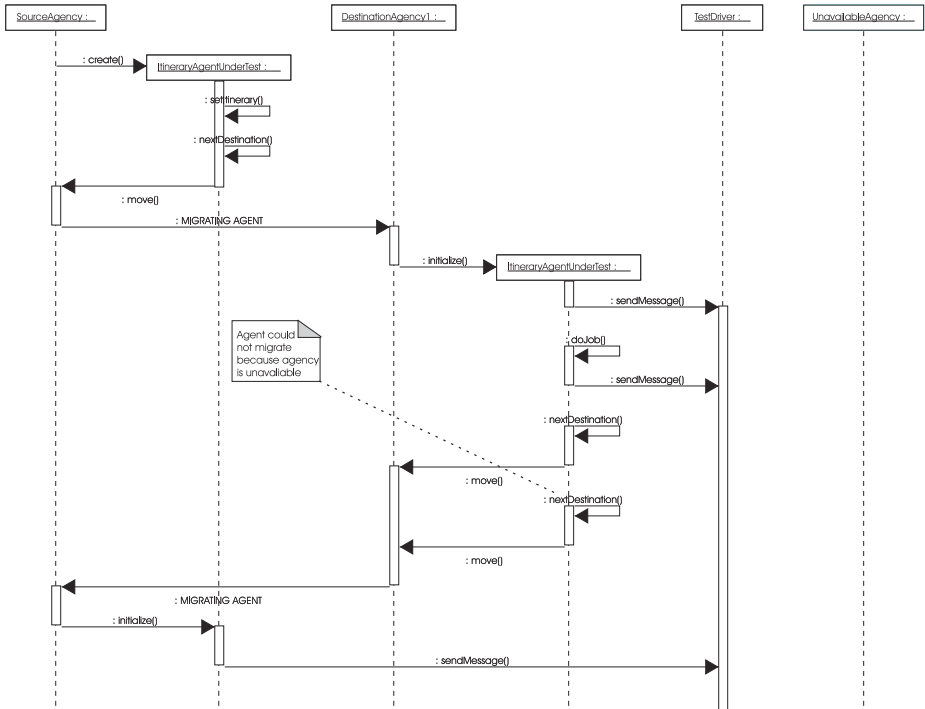 SourceAgency :
DestinationAgency1 :
TestDriver :
UnavailableAgency :
: create()
ItineraryAgentUnderTest :
: setItinerary()
: nextDestination()
: move()
: MIGRATING AGENT
: initialize()
ItineraryAgentUnderTest :
: sendMessage()
Agent could
not migrate
because agency
is unavaliable
: doJob()
: sendMessage()
: nextDestination()
: move()
: nextDestination()
: move()
: MIGRATING AGENT
: initialize()
: sendMessage()